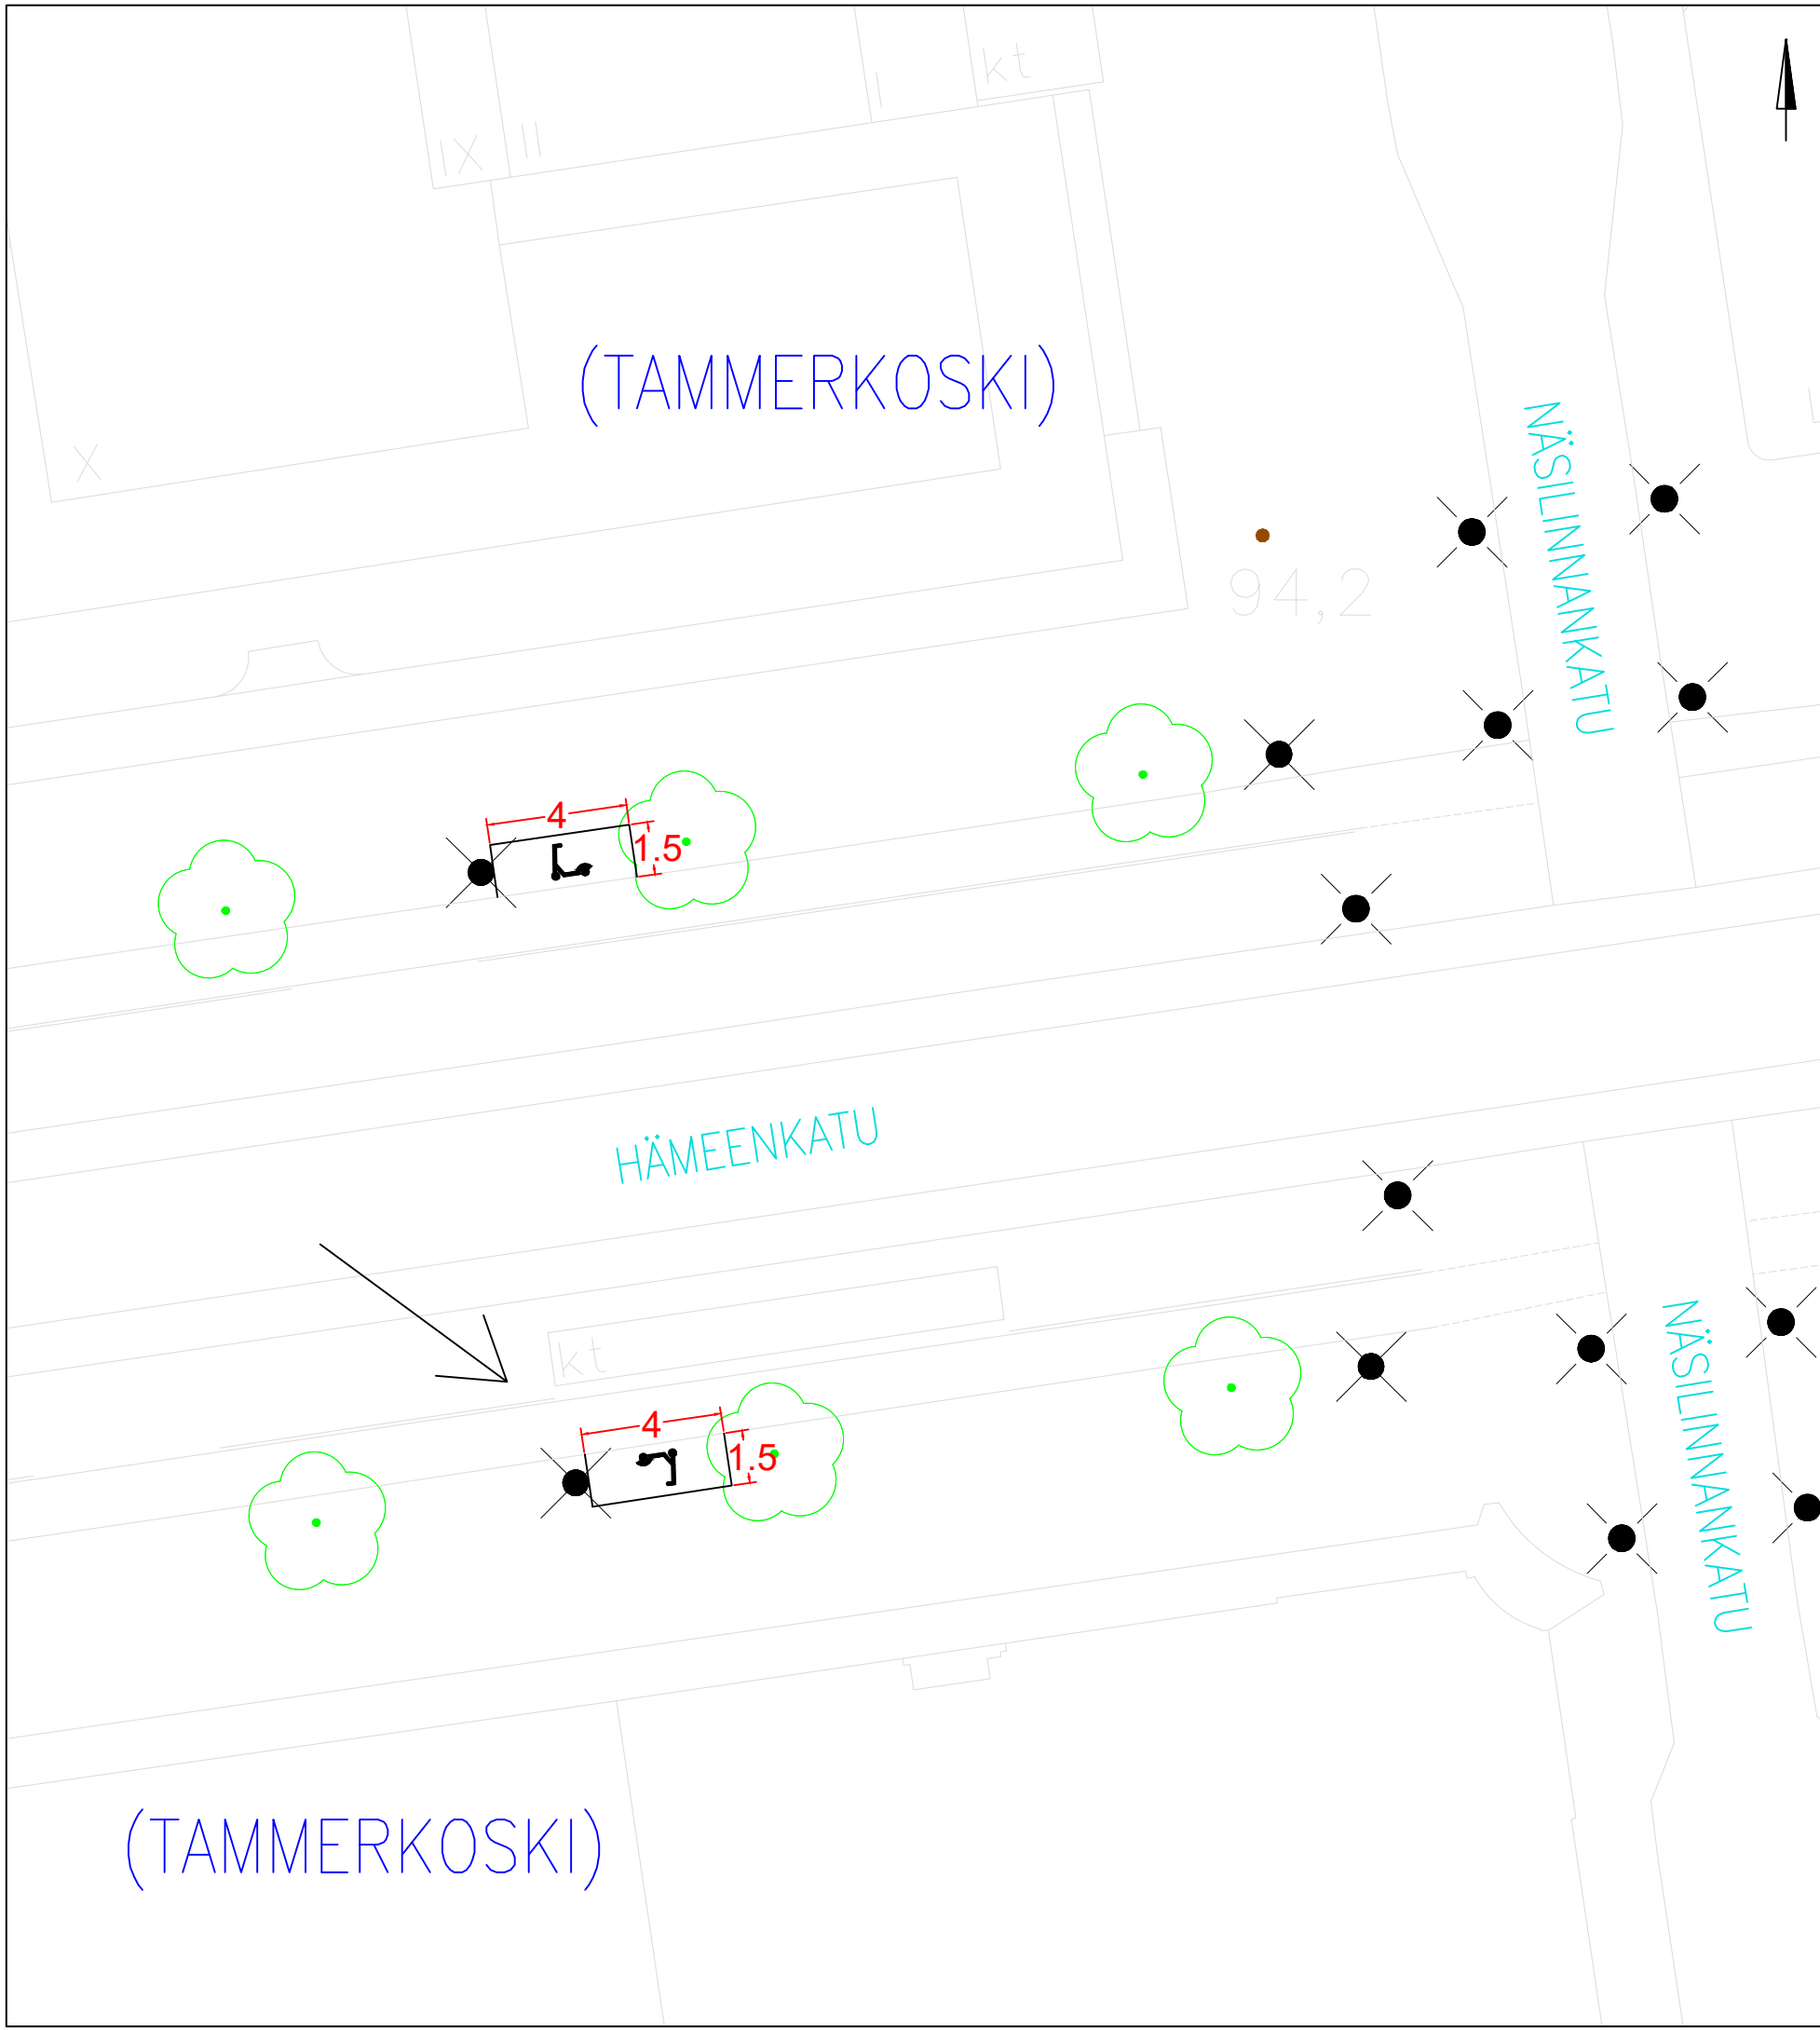 kt
I
IX II
(TAMMERKOSKI)
X
NÄSILINNANKATU
94,2
4
1.5
HÄMEENKATU
kt
NÄSILINNANKATU
4
1.5
(TAMMERKOSKI)